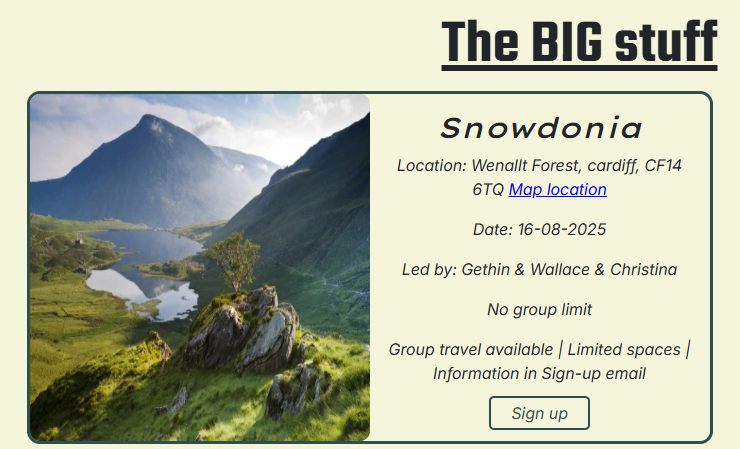 The BIG stuff
Snowdonia
Location: Wenallt Forest, cardiff, CF14
6TQ Map location
Date: 16-08-2025
Led by: Gethin & Wallace & Christina
No group limit
Group travel available | Limited spaces |
Information in Sign-up email
Sign up